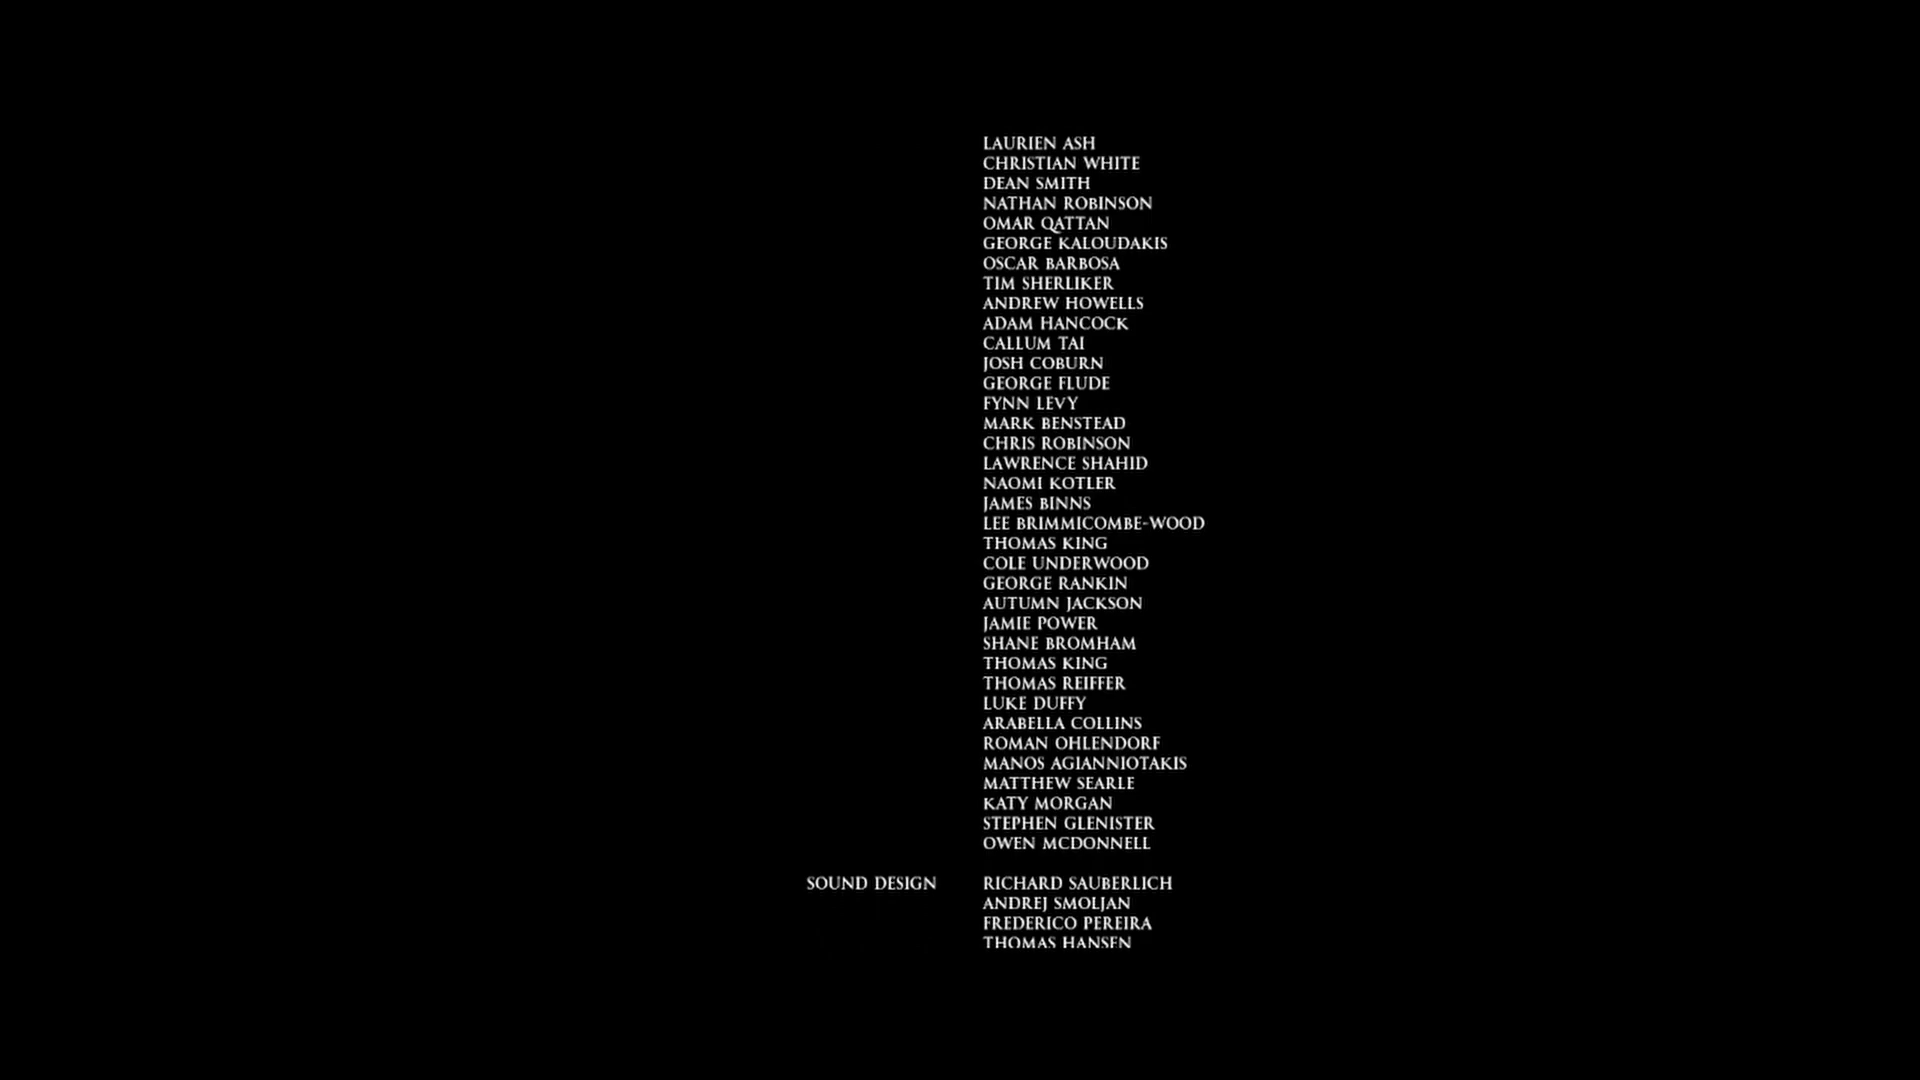 LAURIEN ASH
CHRISTIAN WHITE
DEAN SMITH
NATHAN ROBINSON
OMAR QATTAN
GEORGE KALOUDAKIS
OSCAR BARBOSA
TIM SHERLIKER
ANDREW HOWELLS
ADAM HANCOCK
CALLUM TAI
JOSH COBURN
GEORGE FLUDE
FYNN LEVY
MARK BENSTEAD
CHRIS ROBINSON
LAWRENCE SHAHID
NAOMI KOTLER
JAMES BINNS
LEE BRIMMICOMBE-WOOD
THOMAS KING
COLE UNDERWOOD
GEORGE RANKIN
AUTUMN JACKSON
JAMIE POWER
SHANE BROMHAM
THOMAS KING
THOMAS REIFFER
LUKE DUFFY
ARABELLA COLLINS
ROMAN OHLENDORF
MANOS AGIANNIOTAKIS
MATTHEW SEARLE
KATY MORGAN
STEPHEN GLENISTER
OWEN MCDONNELL
SOUND DESIGN RICHARD SAUBERLICH
ANDREJ SMOLJAN
FREDERICO PEREIRA
THOMAS HANSEN